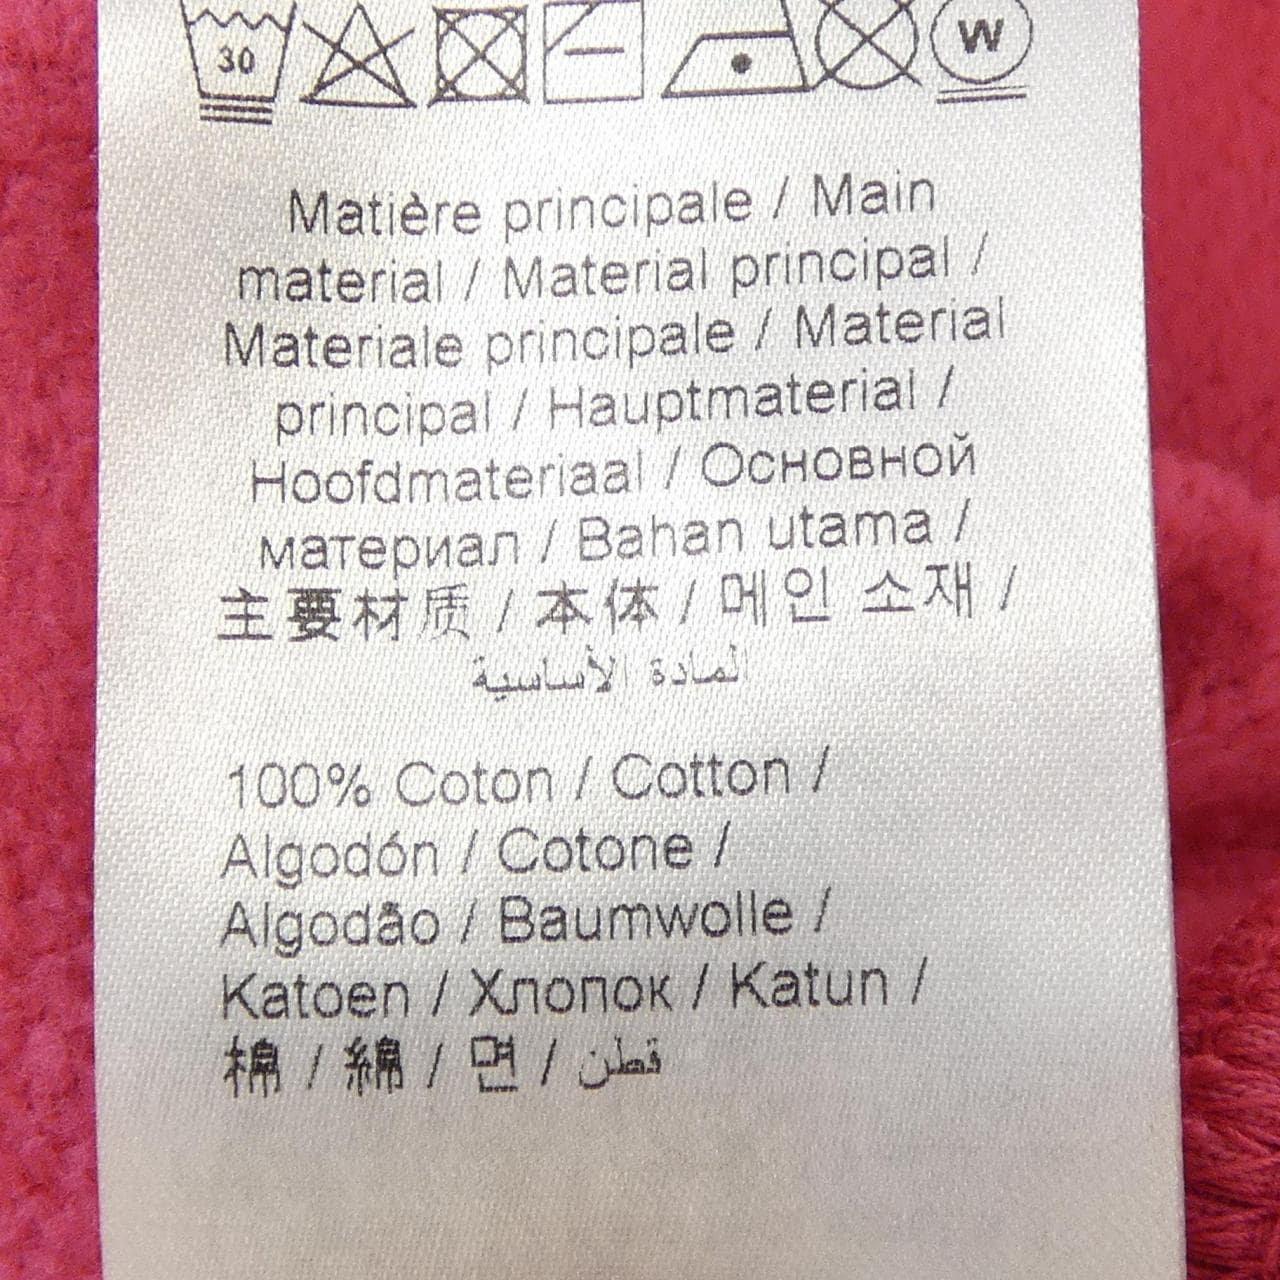 30 W
Matière principale / Main
material / Material principal /
Materiale principale / Material
principal / Hauptmaterial /
Hoofdmateriaal / Основной
материал / Bahan utama /
主要材质 / 本体 / 메인 소재 /
المادة الأساسية
100% Coton / Cotton /
Algodón / Cotone /
Algodão / Baumwolle /
Katoen / Хлопок / Katun /
棉 / 綿 / 면 / قطن